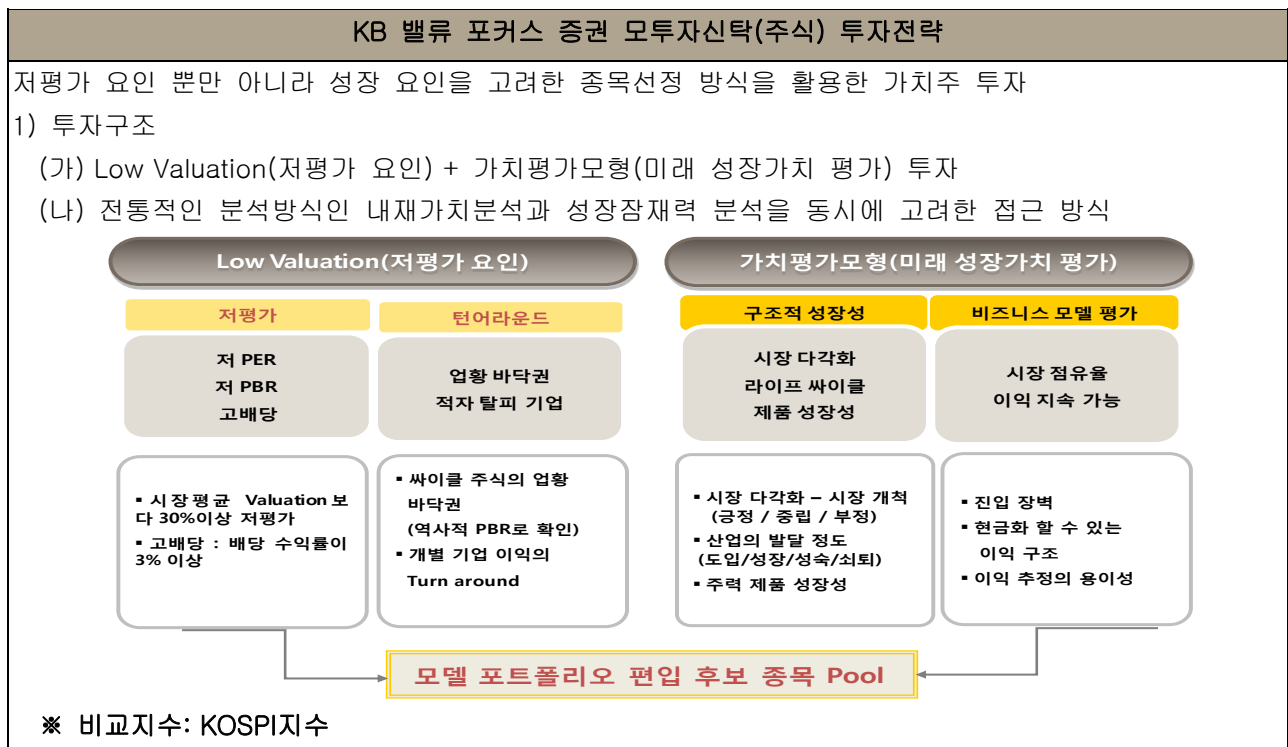 KB 밸류 포커스 증권 모투자신탁(주식) 투자전략
저평가 요인 뿐만 아니라 성장 요인을 고려한 종목선정 방식을 활용한 가치주 투자
1) 투자구조
(가) Low Valuation(저평가 요인) + 가치평가모형(미래 성장가치 평가) 투자
(나) 전통적인 분석방식인 내재가치분석과 성장잠재력 분석을 동시에 고려한 접근 방식
Low Valuation(저평가 요인)
저평가
저 PER
저 PBR
고배당
▪ 시장평균 Valuation 보
다 30%이상 저평가
▪ 고배당 : 배당 수익률이
3% 이상
턴어라운드
업황 바닥권
적자 탈피 기업
▪ 싸이클 주식의 업황
바닥권
(역사적 PBR로 확인)
▪ 개별 기업 이익의
Turn around
가치평가모형(미래 성장가치 평가)
구조적 성장성
시장 다각화
라이프 싸이클
제품 성장성
▪ 시장 다각화 – 시장 개척
(긍정 / 중립 / 부정)
▪ 산업의 발달 정도
(도입/성장/성숙/쇠퇴)
▪ 주력 제품 성장성
비즈니스 모델 평가
시장 점유율
이익 지속 가능
▪ 진입 장벽
▪ 현금화 할 수 있는
이익 구조
▪ 이익 추정의 용이성
모델 포트폴리오 편입 후보 종목 Pool
※ 비교지수: KOSPI지수